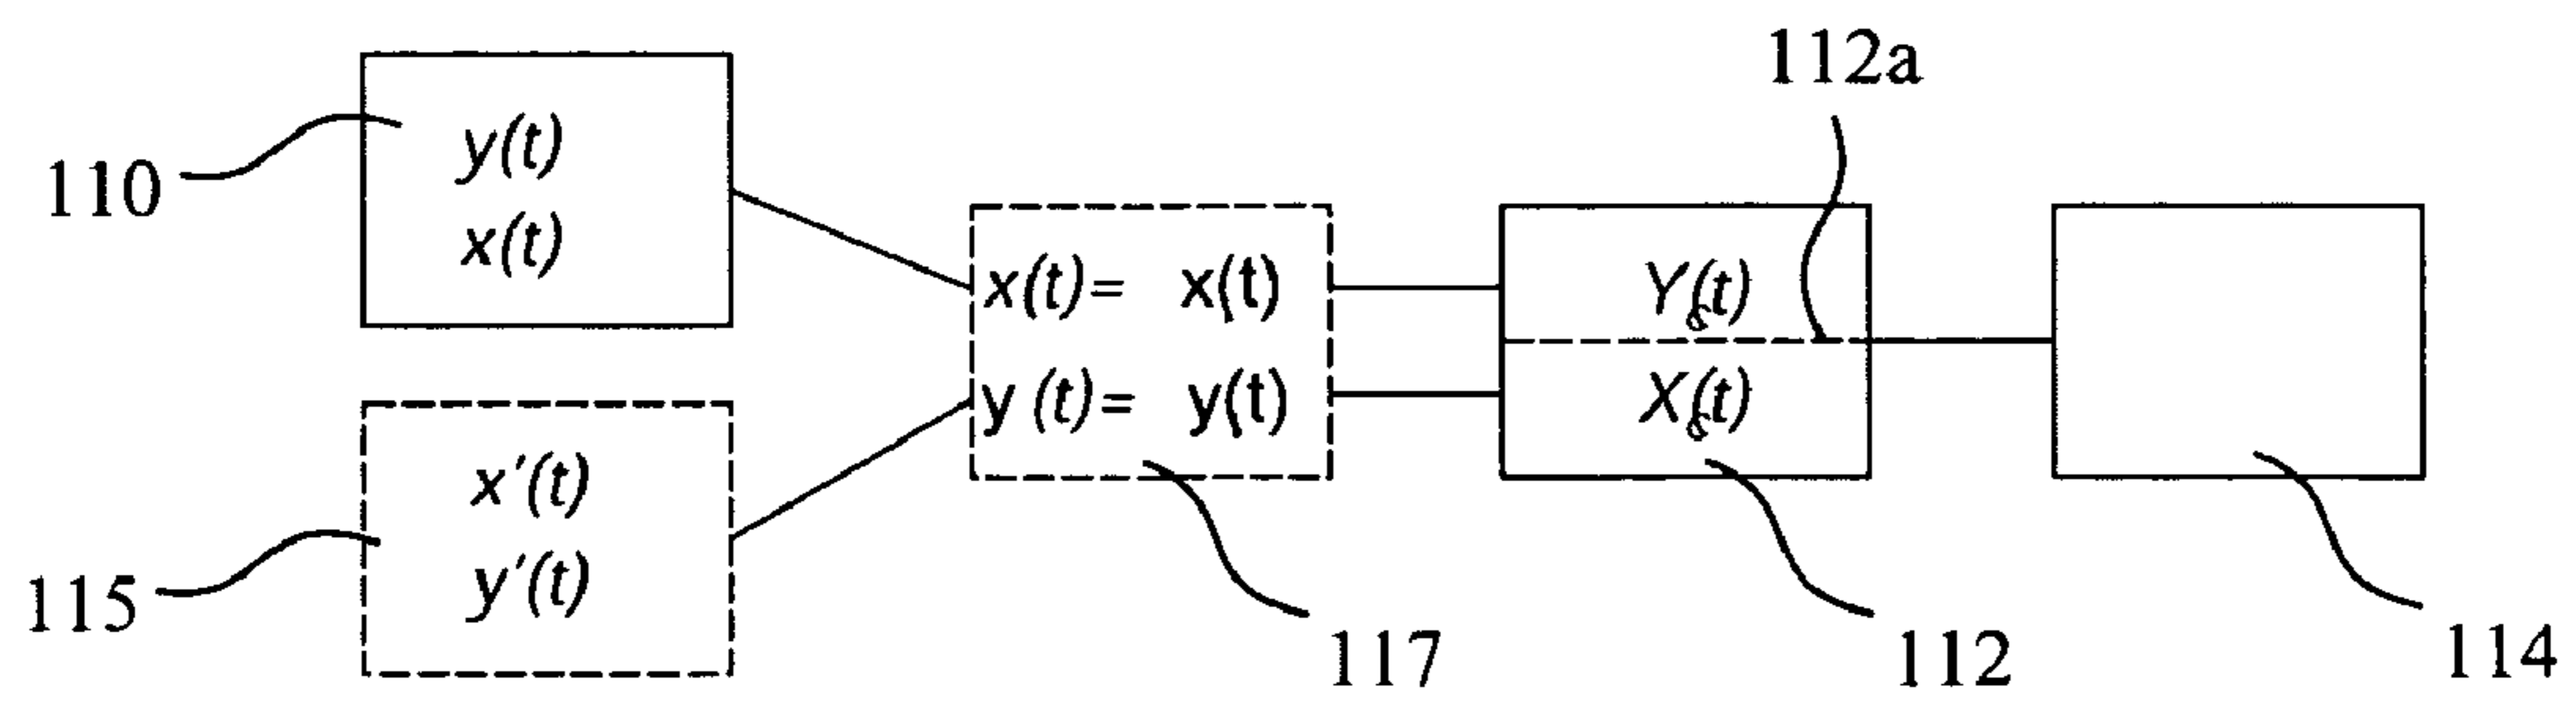 112a
110
y(t)
x(t)
x(t)= x(t)
y (t)= y(t)
115
x'(t)
y'(t)
117
112
114